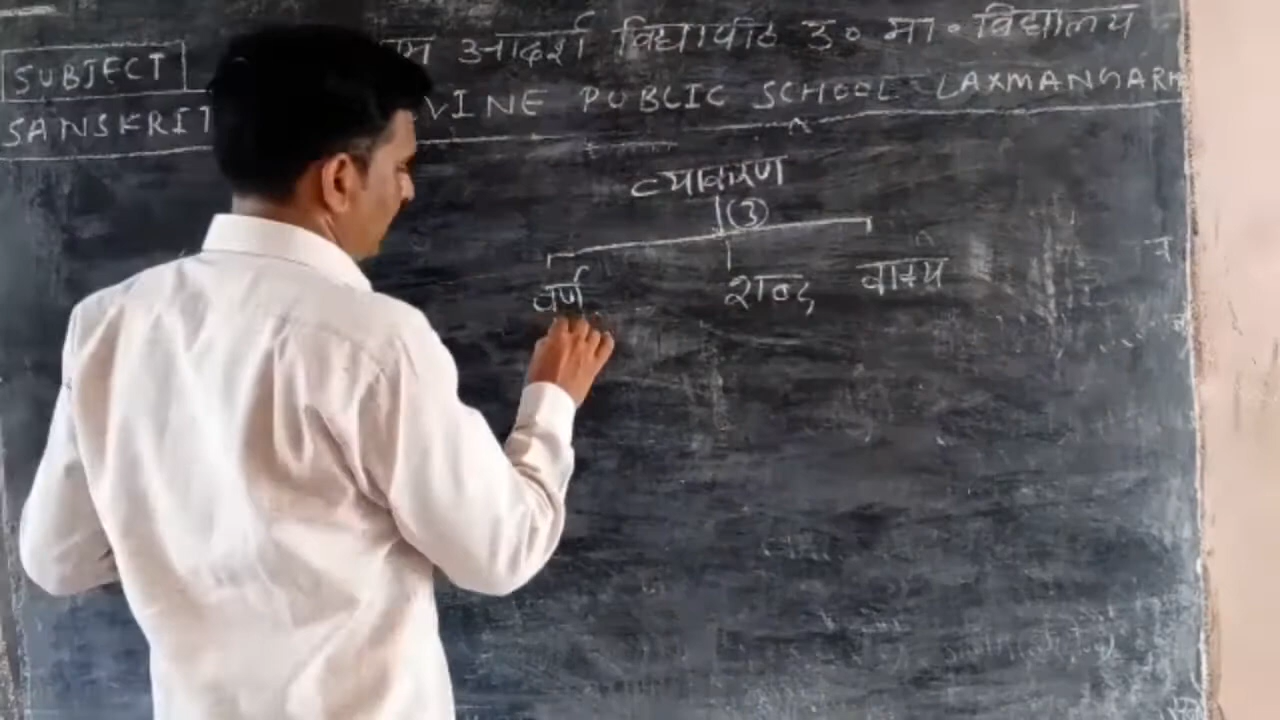 आदर्श विद्यापीठ उ० मा० विद्यालय
SUBJECT
SANSKRIT VINE PUBLIC SCHOOL LAXMANGARH
व्याकरण
(3)
वर्ण शब्द वाक्य